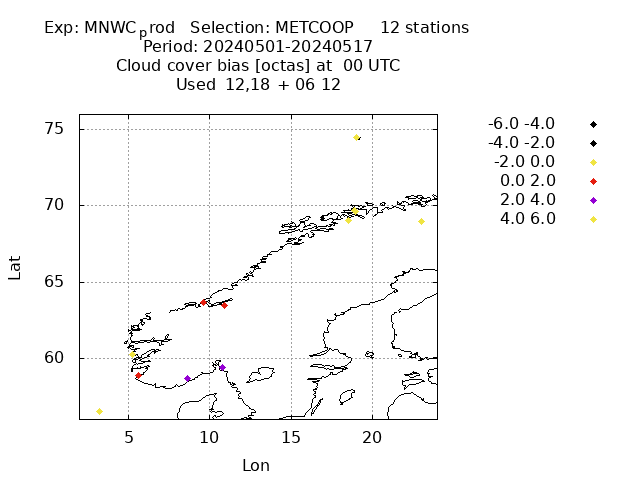 Exp: MNWCprod Selection: METCOOP 12 stations
Period: 20240501-20240517
Cloud cover bias [octas] at 00 UTC
Used 12,18 + 06 12
-6.0 -4.0
-4.0 -2.0
-2.0 0.0
0.0 2.0
2.0 4.0
4.0 6.0
75
70
65
60
Lat
5 10 15 20
Lon